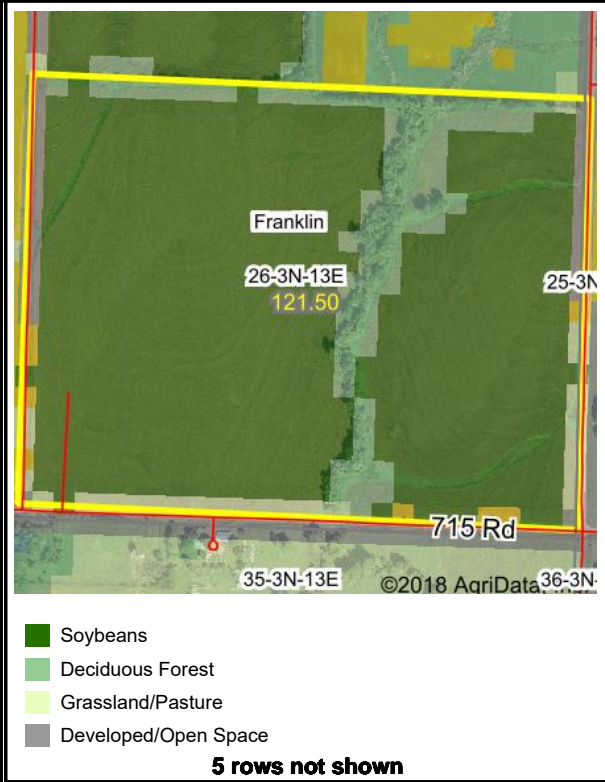 Franklin
26-3N-13E
121.50
25-3N
715 Rd
35-3N-13E
©2018 AgriData,
36-3N-
Soybeans
Deciduous Forest
Grassland/Pasture
Developed/Open Space
5 rows not shown